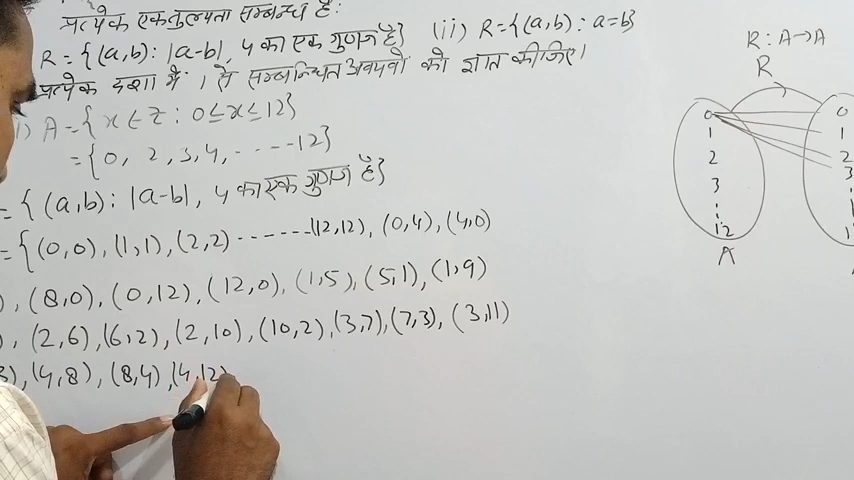 प्रत्येक एक तुल्यता सम्बन्ध है:
R = {(a,b): |a-b|, 4 का एक गुणज है} (ii) R = {(a,b): a=b}
प्रत्येक दशा में 1 से सम्बन्धित अवयवों को ज्ञात कीजिए।
i) A = {x ∈ Z : 0 ≤ x ≤ 12}
= {0, 2, 3, 4, ------12}
= {(a,b): |a-b|, 4 का एक गुणज है}
= {(0,0), (1,1), (2,2) ------- (12,12), (0,4), (4,0)
), (8,0), (0,12), (12,0), (1,5), (5,1), (1,9)
), (2,6), (6,2), (2,10), (10,2), (3,7), (7,3), (3,11)
3), (4,8), (8,4), (4,12)
R : A → A
R
0 0
1 1
2 2
3 3
12 1
A